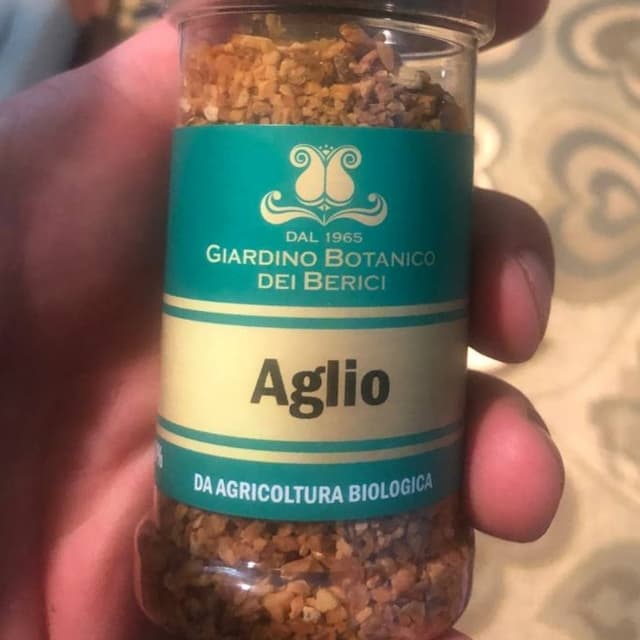 DAL 1965
GIARDINO BOTANICO
DEI BERICI
Aglio
%
DA AGRICOLTURA BIOLOGICA